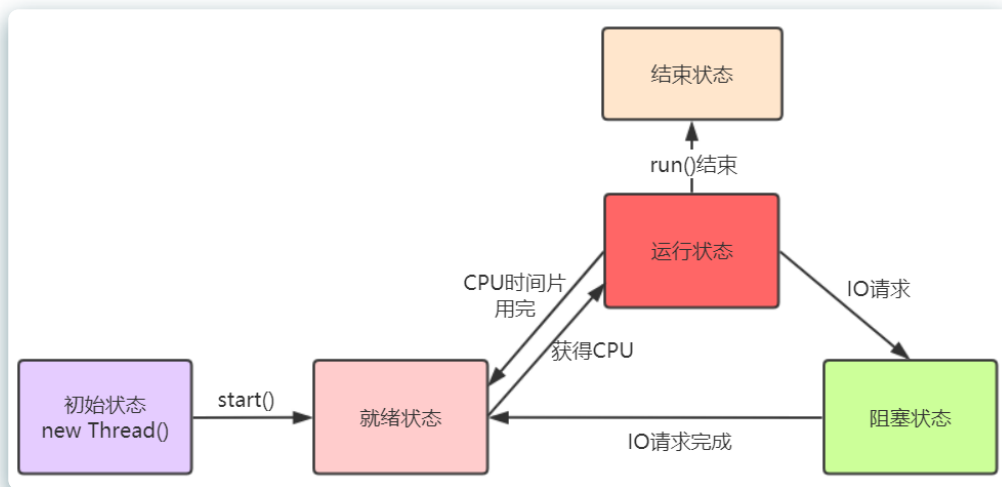 结束状态
run()结束
运行状态
CPU时间片
用完
IO请求
获得CPU
初始状态
new Thread()
start()
就绪状态
阻塞状态
IO请求完成